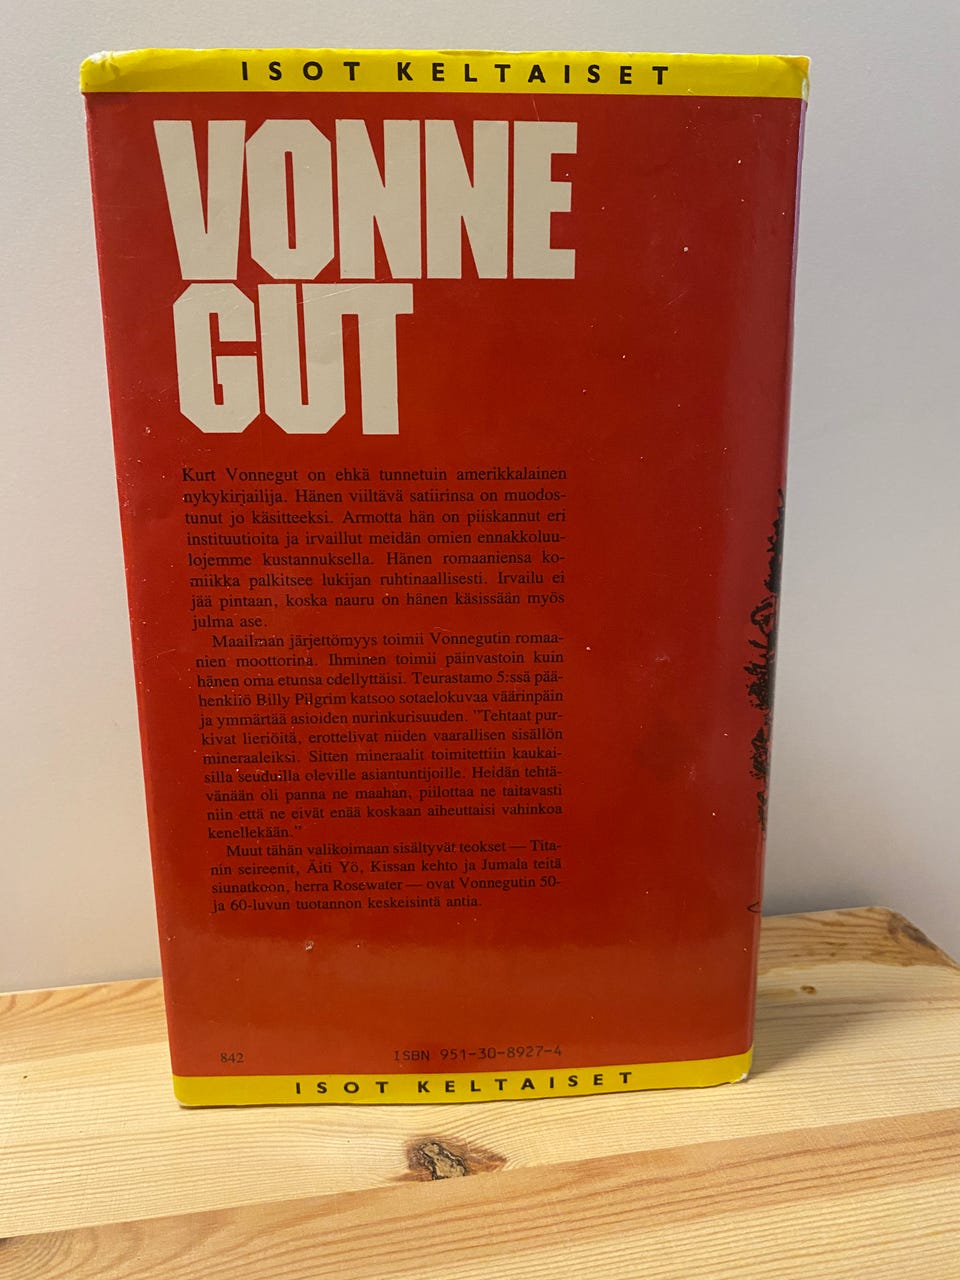 ISOT KELTAISET
VONNE
GUT
Kurt Vonnegut on ehkä tunnetuin amerikkalainen
nykykirjailija. Hänen viiltävä satiirinsa on muodos-
tunut jo käsitteeksi. Armotta hän on piiskannut eri
instituutioita ja irvaillut meidän omien ennakkoluu-
lojemme kustannuksella. Hänen romaaniensa ko-
miikka palkitsee lukijan ruhtinaallisesti. Irvailu ei
jää pintaan, koska nauru on hänen käsissään myös
julma ase.
Maailman järjettömyys toimii Vonnegutin romaa-
nien moottorina. Ihminen toimii päinvastoin kuin
hänen oma etunsa edellyttäisi. Teurastamo 5:ssä pää-
henkiiö Billy Pilgrim katsoo sotaelokuvaa väärinpäin
ja ymmärtää asioiden nurinkurisuuden. "Tehtaat pur-
kivat lieriöitä, erottelivat niiden vaarallisen sisällön
mineraaleiksi. Sitten mineraalit toimitettiin kaukai-
silla seuduilla oleville asiantuntijoille. Heidän tehtä-
vänään oli panna ne maahan, piilottaa ne taitavasti
niin että ne eivät enää koskaan aiheuttaisi vahinkoa
kenellekään."
Muut tähän valikoimaan sisältyvät teokset — Tita-
nin seireenit, Äiti Yö, Kissan kehto ja Jumala teitä
siunatkoon, herra Rosewater — ovat Vonnegutin 50-
ja 60-luvun tuotannon keskeisintä antia.
842
ISBN 951-30-8927-4
ISOT KELTAISET